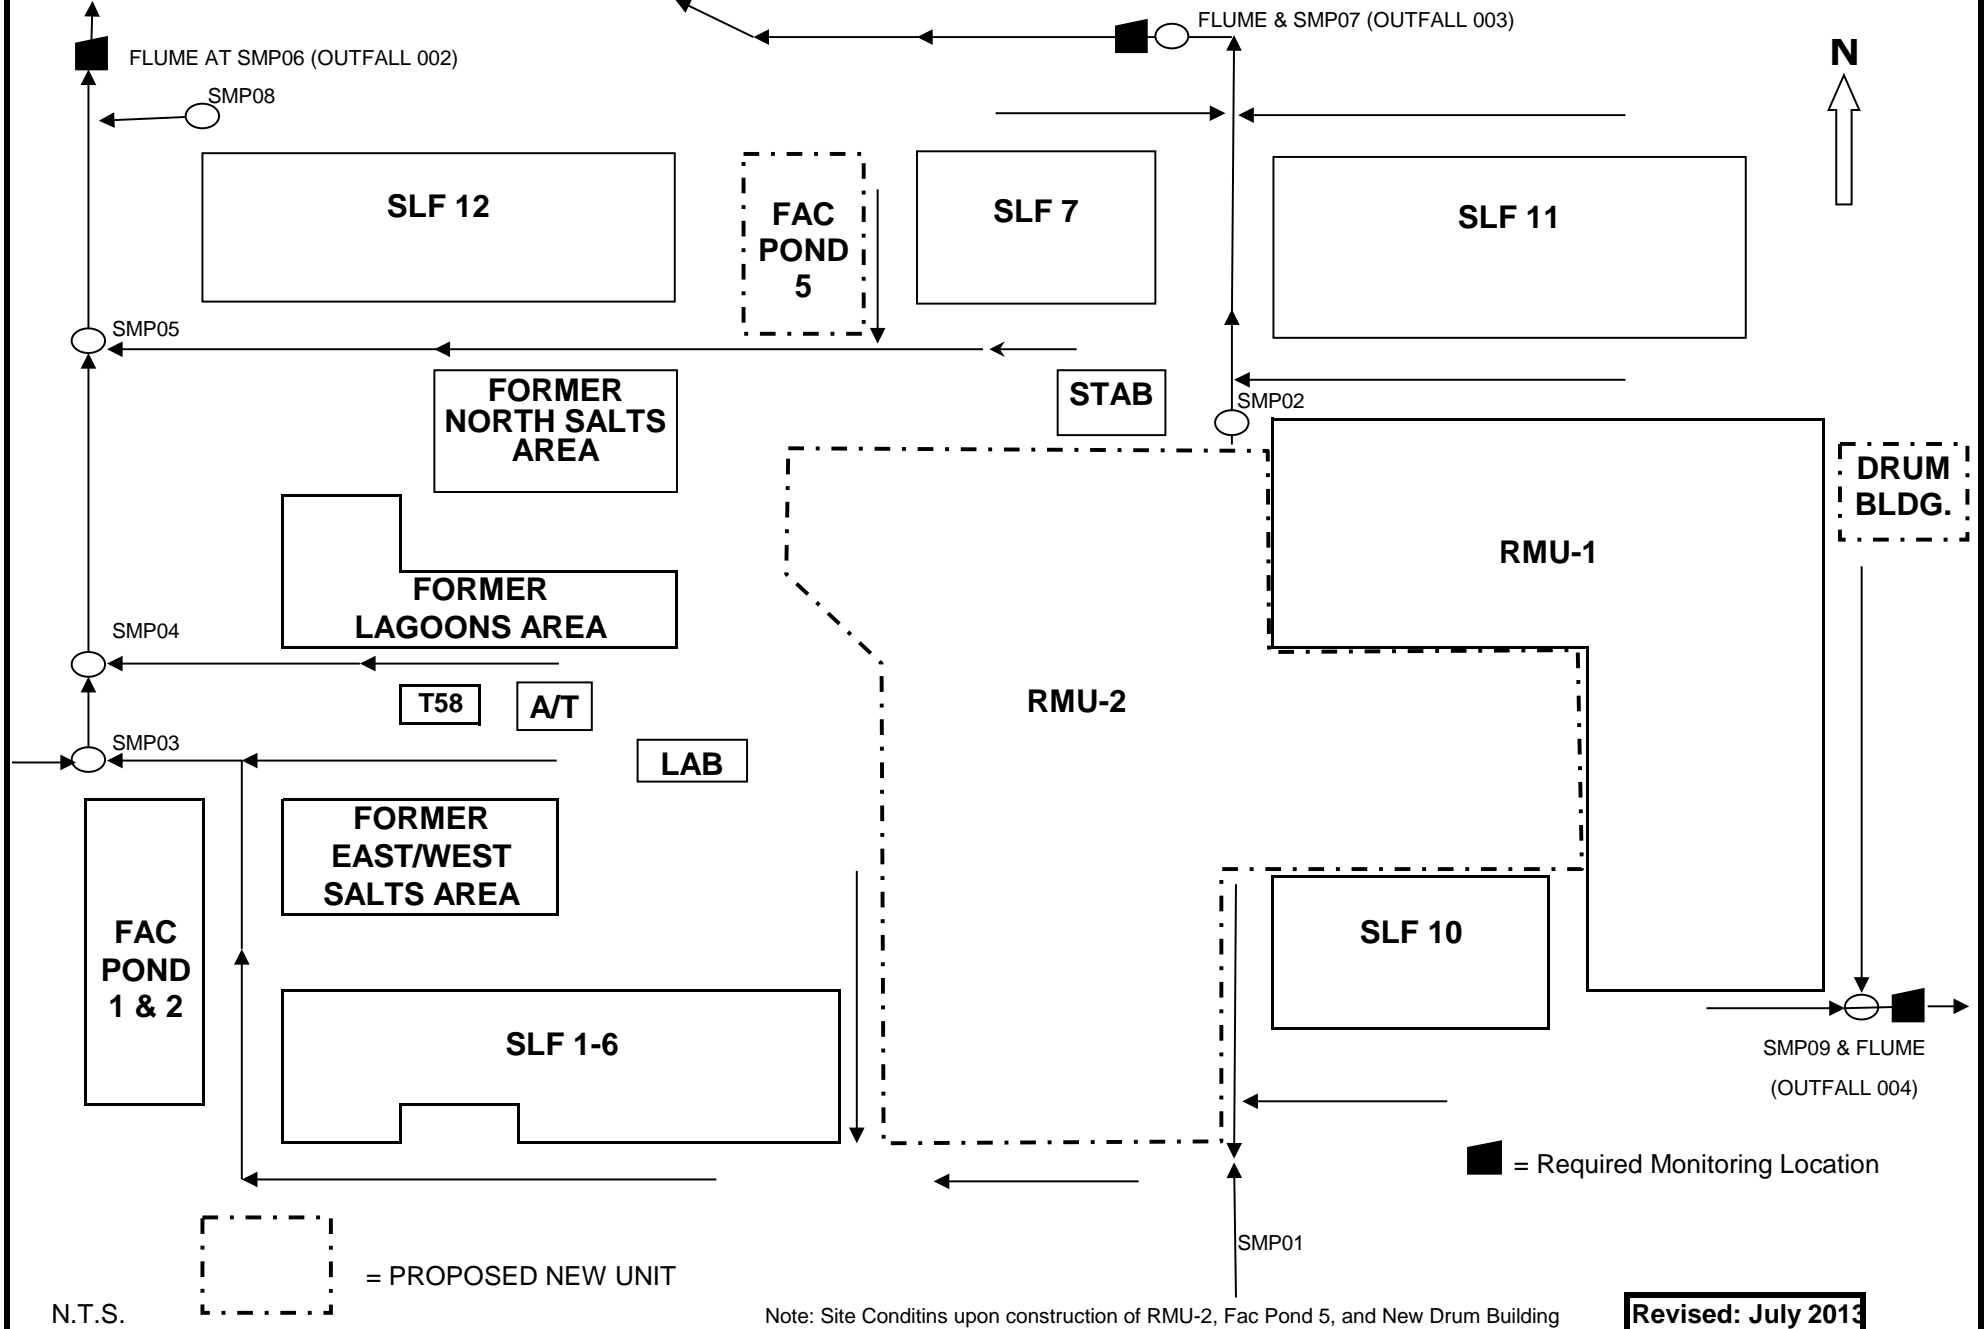 FLUME & SMP07 (OUTFALL 003)
FLUME AT SMP06 (OUTFALL 002)
N
SMP08
SLF 12
FAC
POND
5
SLF 7
SLF 11
SMP05
FORMER
NORTH SALTS
AREA
STAB
SMP02
DRUM
BLDG.
RMU-1
FORMER
LAGOONS AREA
SMP04
T58
A/T
RMU-2
SMP03
LAB
FORMER
EAST/WEST
SALTS AREA
FAC
POND
1 & 2
SLF 10
SLF 1-6
SMP09 & FLUME
(OUTFALL 004)
= Required Monitoring Location
SMP01
= PROPOSED NEW UNIT
N.T.S.
Note: Site Conditins upon construction of RMU-2, Fac Pond 5, and New Drum Building
Revised: July 2013